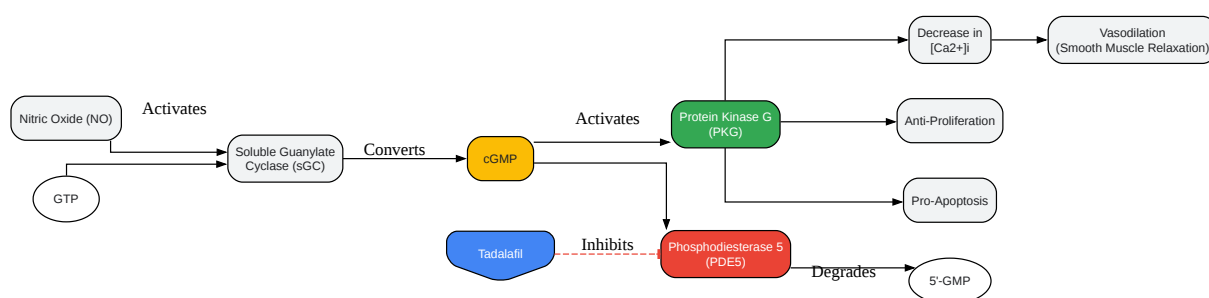 Nitric Oxide (NO)
Activates
GTP
Soluble Guanylate
Cyclase (sGC)
Converts
cGMP
Activates
Protein Kinase G
(PKG)
Decrease in
[Ca2+]i
Vasodilation
(Smooth Muscle Relaxation)
Anti-Proliferation
Pro-Apoptosis
Tadalafil
Inhibits
Phosphodiesterase 5
(PDE5)
Degrades
5'-GMP